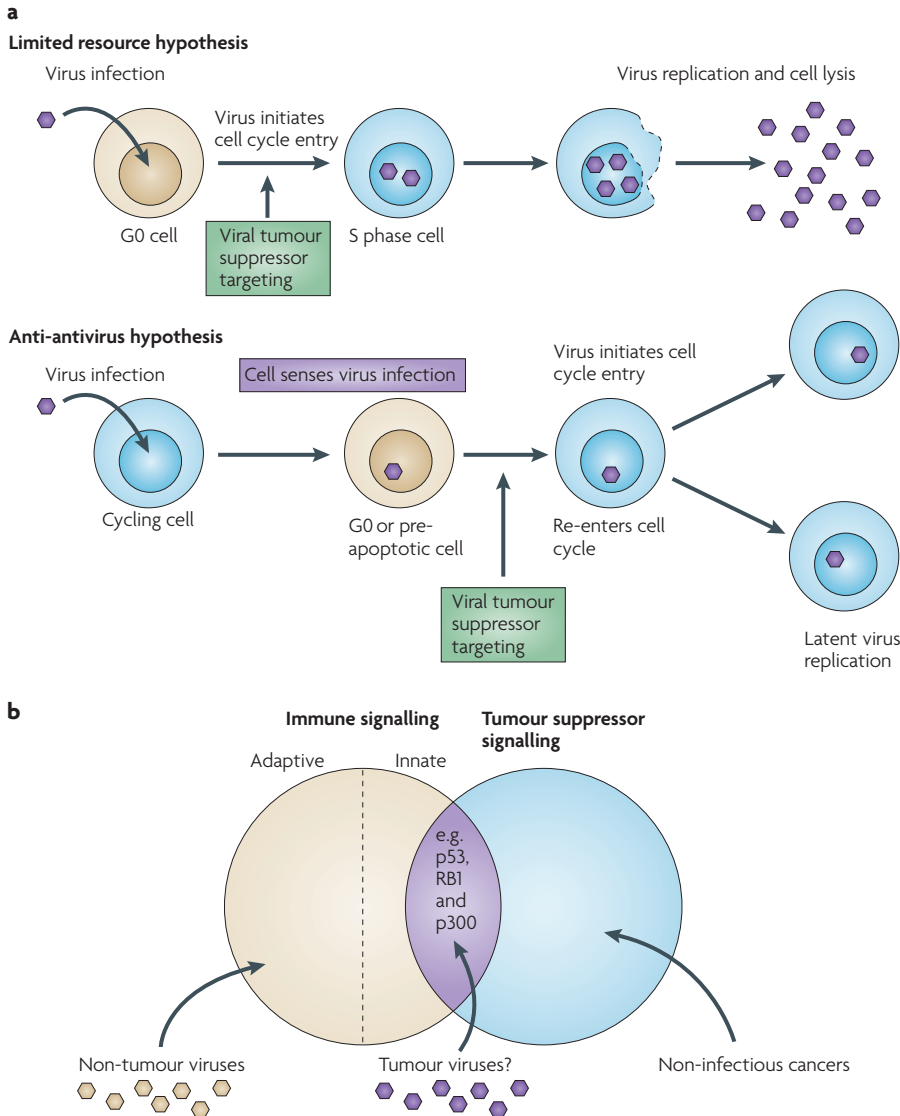 a
Limited resource hypothesis
Virus infection
Virus replication and cell lysis
Virus initiates
cell cycle entry
G0 cell
Viral tumour
suppressor
targeting
S phase cell
Anti-antivirus hypothesis
Virus infection
Cell senses virus infection
Virus initiates cell
cycle entry
Cycling cell
G0 or pre-
apoptotic cell
Re-enters cell
cycle
Viral tumour
suppressor
targeting
Latent virus
replication
b
Immune signalling
Tumour suppressor
signalling
Adaptive
Innate
e.g.
p53,
RB1
and
p300
Non-tumour viruses
Tumour viruses?
Non-infectious cancers